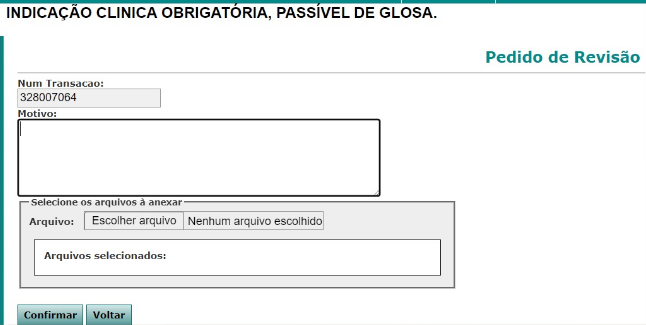 INDICAÇÃO CLINICA OBRIGATÓRIA, PASSÍVEL DE GLOSA.
Pedido de Revisão
Num Transacao:
328007064
Motivo:
Selecione os arquivos à anexar
Arquivo: Escolher arquivo Nenhum arquivo escolhido
Arquivos selecionados:
Confirmar Voltar